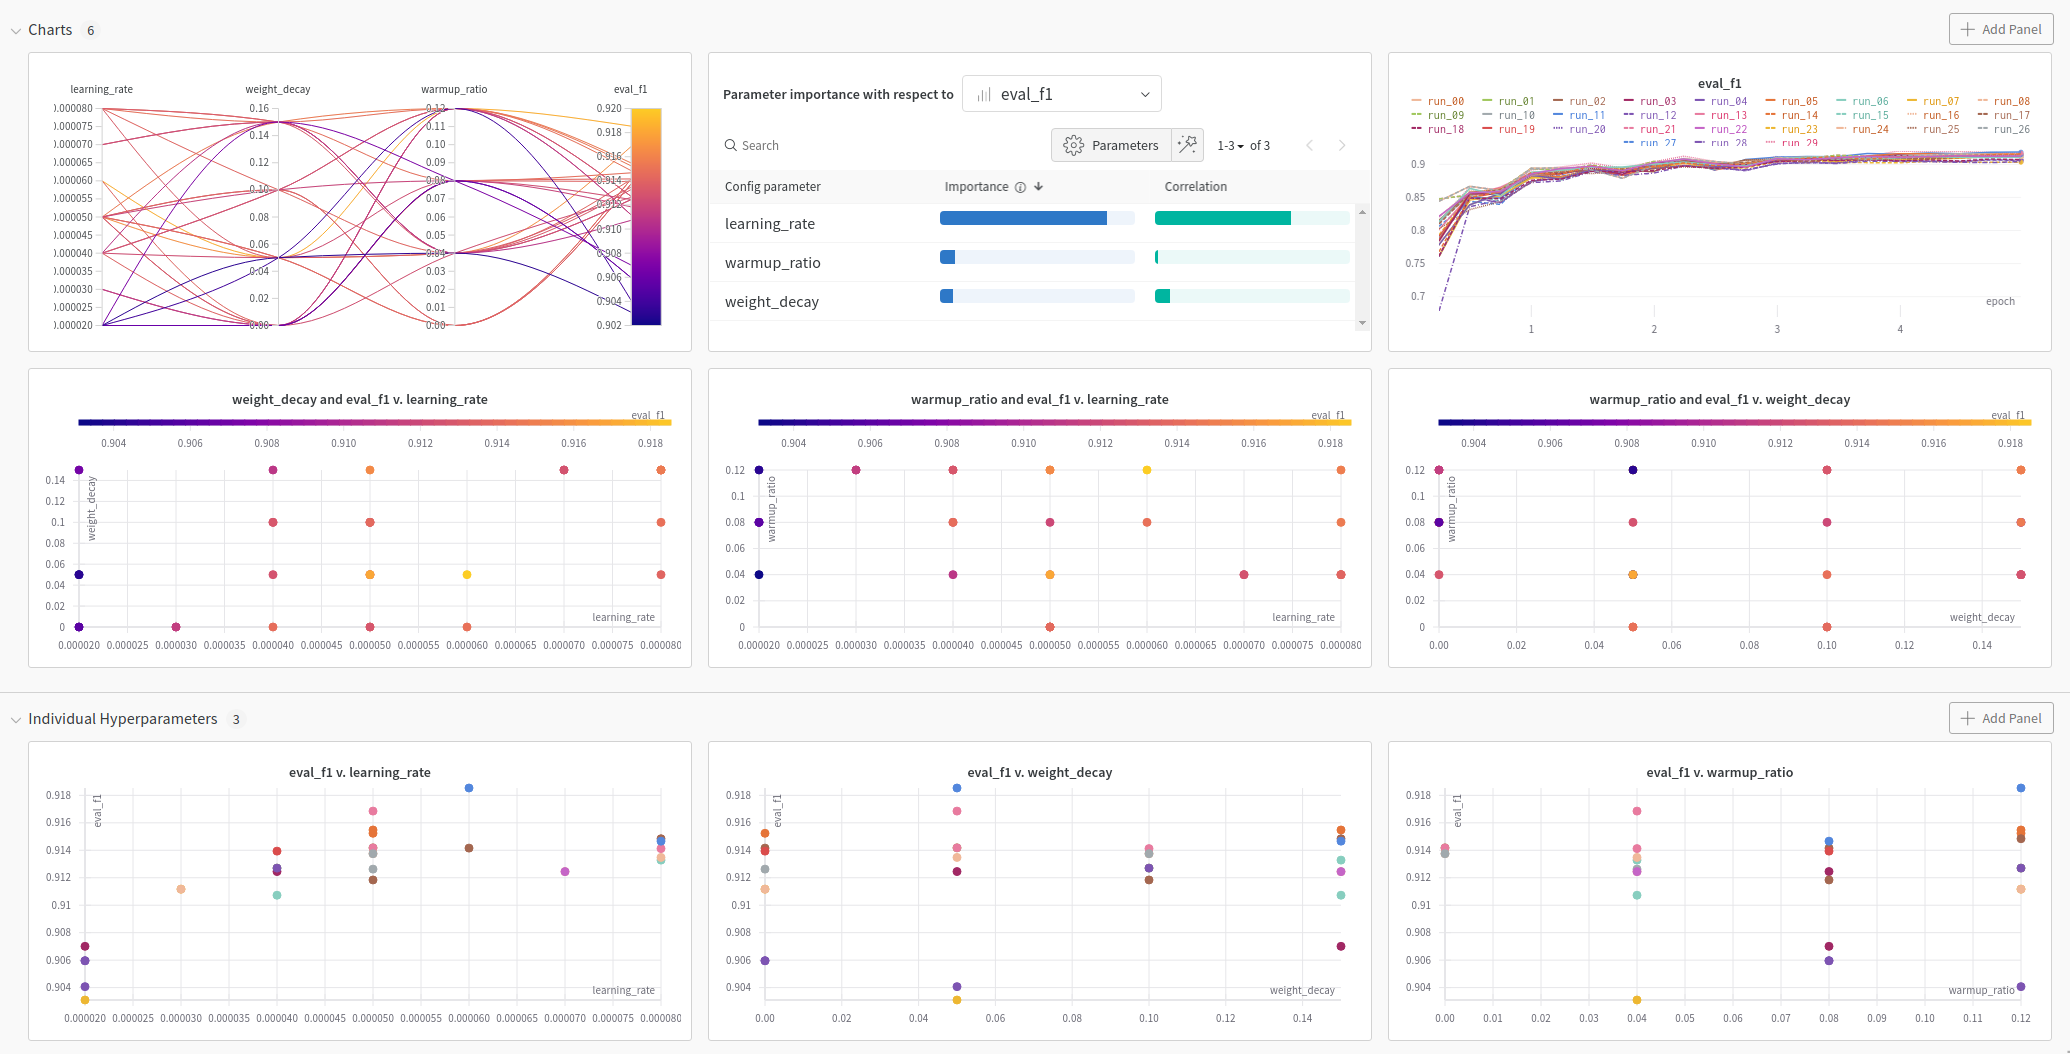 Charts 6
Add Panel
learning_rate weight_decay warmup_ratio eval_f1
0.000080
0.000075
0.000070
0.000065
0.000060
0.000055
0.000050
0.000045
0.000040
0.000035
0.000030
0.000025
0.000020
0.16
0.14
0.12
0.10
0.08
0.06
0.04
0.02
0.00
0.12
0.11
0.10
0.09
0.08
0.07
0.06
0.05
0.04
0.03
0.02
0.01
0.00
0.920
0.918
0.916
0.914
0.912
0.910
0.908
0.906
0.904
0.902
Parameter importance with respect to eval_f1
Search Parameters 1-3 of 3
Config parameter Importance Correlation
learning_rate
warmup_ratio
weight_decay
eval_f1
run_00 run_01 run_02 run_03 run_04 run_05 run_06 run_07 run_08
run_09 run_10 run_11 run_12 run_13 run_14 run_15 run_16 run_17
run_18 run_19 run_20 run_21 run_22 run_23 run_24 run_25 run_26
run_27 run_28 run_29
0.9
0.85
0.8
0.75
0.7
epoch
1 2 3 4
weight_decay and eval_f1 v. learning_rate
eval_f1
0.904 0.906 0.908 0.910 0.912 0.914 0.916 0.918
weight_decay
0.14
0.12
0.1
0.08
0.06
0.04
0.02
0
learning_rate
0.000020 0.000025 0.000030 0.000035 0.000040 0.000045 0.000050 0.000055 0.000060 0.000065 0.000070 0.000075 0.000080
warmup_ratio and eval_f1 v. learning_rate
eval_f1
0.904 0.906 0.908 0.910 0.912 0.914 0.916 0.918
warmup_ratio
0.12
0.1
0.08
0.06
0.04
0.02
0
learning_rate
0.000020 0.000025 0.000030 0.000035 0.000040 0.000045 0.000050 0.000055 0.000060 0.000065 0.000070 0.000075 0.000080
warmup_ratio and eval_f1 v. weight_decay
eval_f1
0.904 0.906 0.908 0.910 0.912 0.914 0.916 0.918
warmup_ratio
0.12
0.1
0.08
0.06
0.04
0.02
0
weight_decay
0.00 0.02 0.04 0.06 0.08 0.10 0.12 0.14
Individual Hyperparameters 3
Add Panel
eval_f1 v. learning_rate
eval_f1
0.918
0.916
0.914
0.912
0.91
0.908
0.906
0.904
learning_rate
0.000020 0.000025 0.000030 0.000035 0.000040 0.000045 0.000050 0.000055 0.000060 0.000065 0.000070 0.000075 0.000080
eval_f1 v. weight_decay
eval_f1
0.918
0.916
0.914
0.912
0.91
0.908
0.906
0.904
weight_decay
0.00 0.02 0.04 0.06 0.08 0.10 0.12 0.14
eval_f1 v. warmup_ratio
eval_f1
0.918
0.916
0.914
0.912
0.91
0.908
0.906
0.904
warmup_ratio
0.00 0.01 0.02 0.03 0.04 0.05 0.06 0.07 0.08 0.09 0.10 0.11 0.12